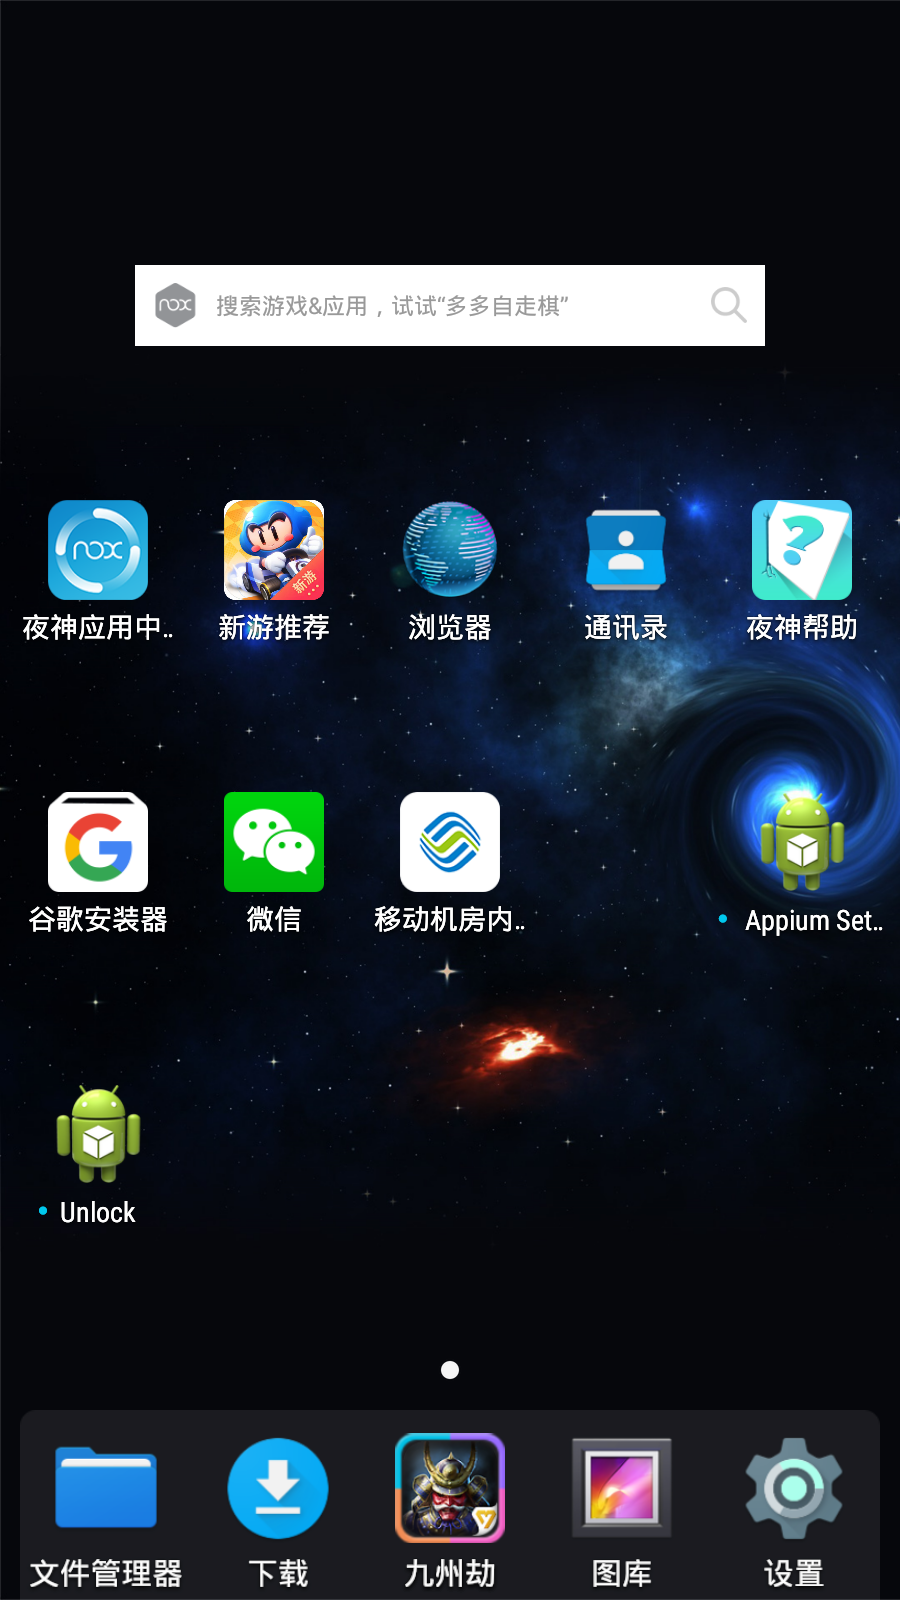 nox 搜索游戏&应用，试试“多多自走棋”
nox
新游
夜神应用中..
新游推荐
浏览器
通讯录
夜神帮助
谷歌安装器
微信
移动机房内..
Appium Set..
Unlock
文件管理器
下载
九州劫
图库
设置